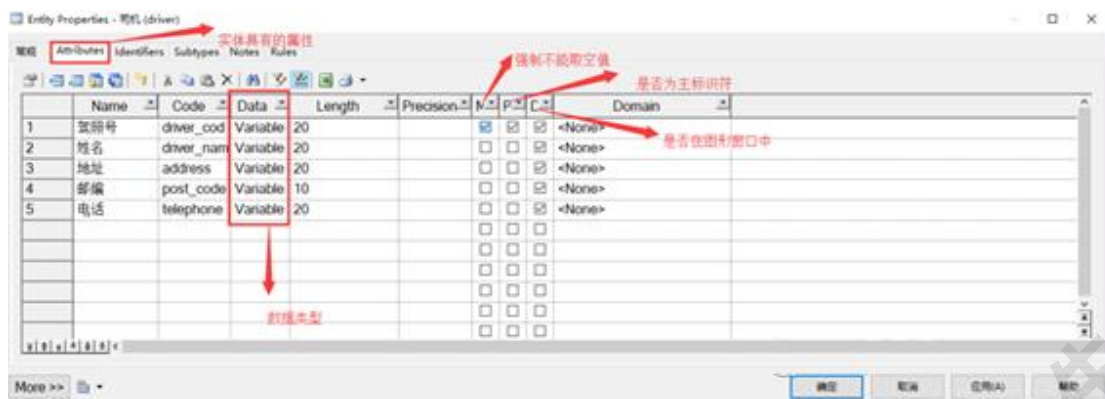 Entity Properties - 司机 (driver)
实体具有的属性
常规 Attributes Identifiers Subtypes Notes Rules
强制不能取空值
是否为主标识符
Name Code Data Length Precision M P D Domain
1 驾照号 driver_cod Variable 20 <None>
是否在图形窗口中
2 姓名 driver_nam Variable 20 <None>
3 地址 address Variable 20 <None>
4 邮编 post_code Variable 10 <None>
5 电话 telephone Variable 20 <None>
数据类型
More >> 确定 取消 应用(A) 帮助